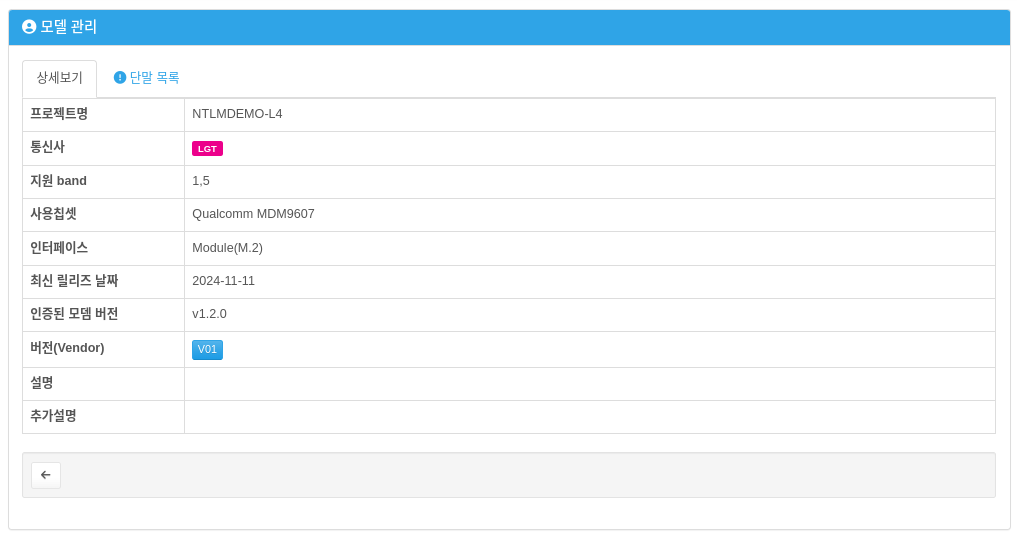 모델 관리
상세보기 단말 목록
프로젝트명 NTLMDEMO-L4
통신사 LGT
지원 band 1,5
사용칩셋 Qualcomm MDM9607
인터페이스 Module(M.2)
최신 릴리즈 날짜 2024-11-11
인증된 모뎀 버전 v1.2.0
버전(Vendor) V01
설명
추가설명